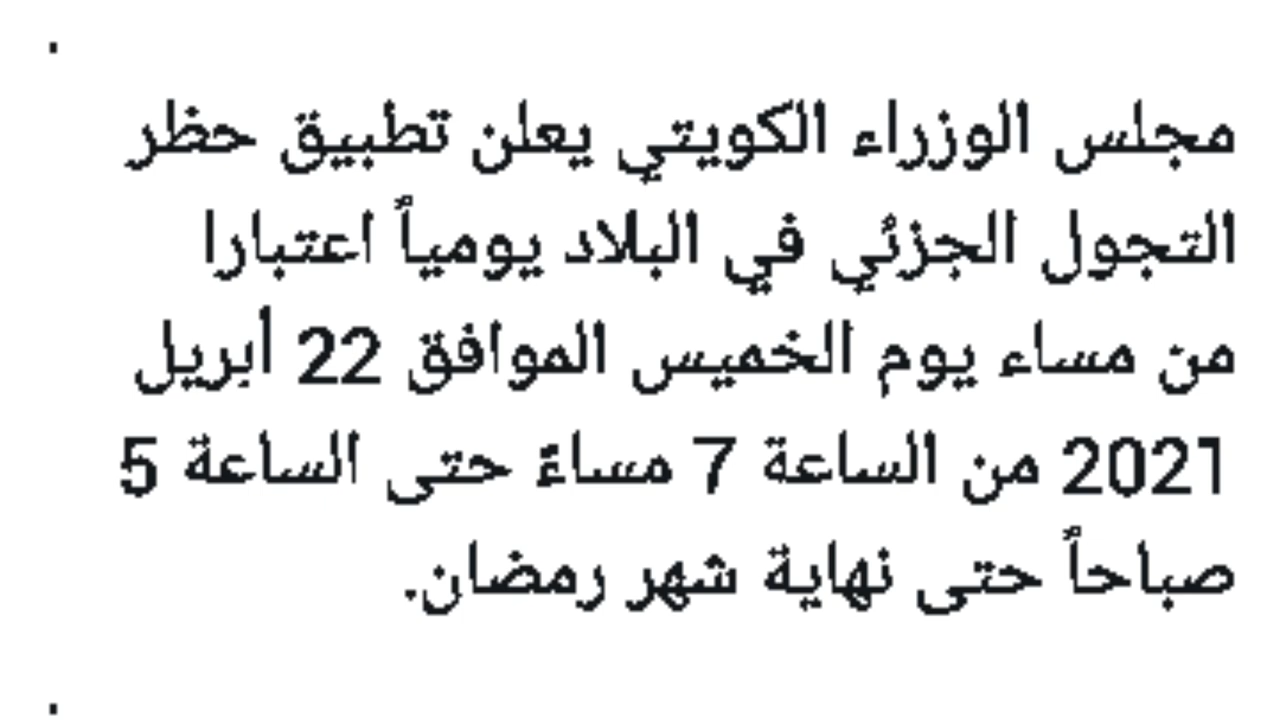 .
مجلس الوزراء الكويتي يعلن تطبيق حظر
التجول الجزئي في البلاد يومياً اعتبارا
من مساء يوم الخميس الموافق 22 أبريل
2021 من الساعة 7 مساءً حتى الساعة 5
صباحاً حتى نهاية شهر رمضان.
.